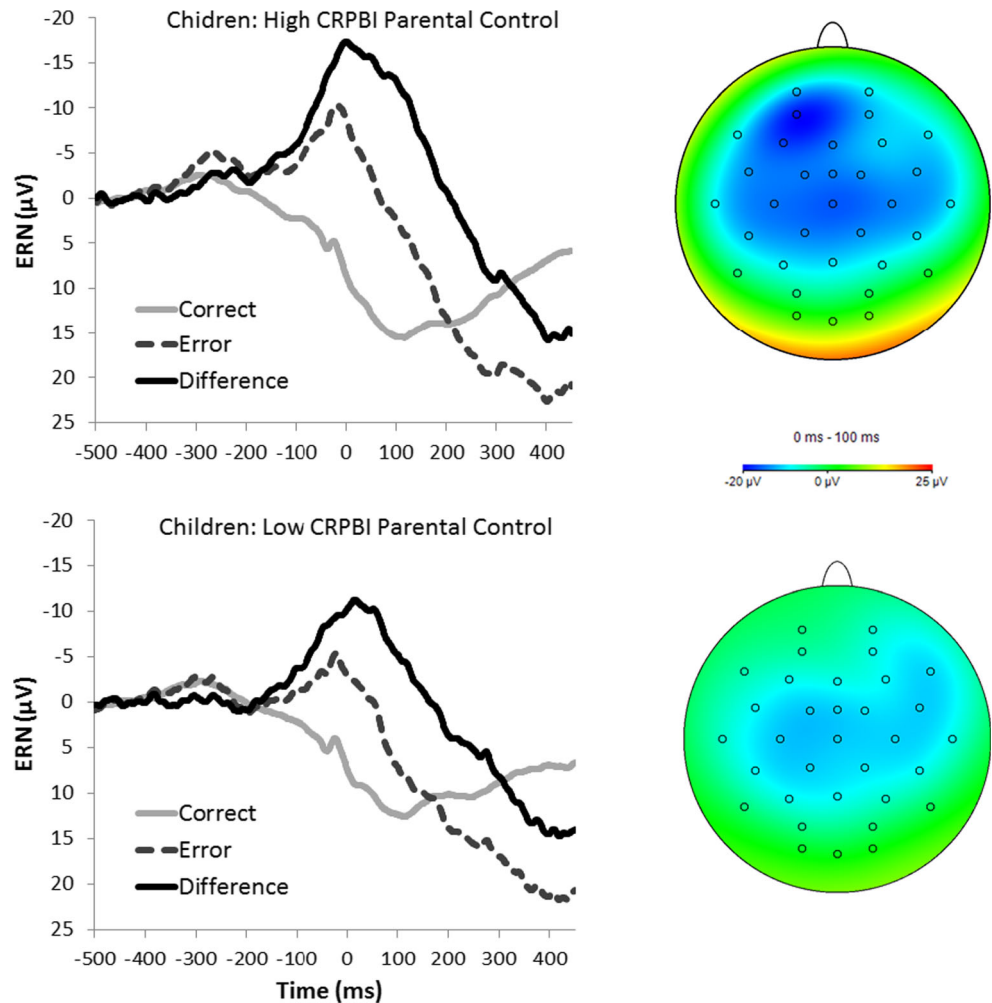 Chidren: High CRPBI Parental Control
-20
-15
-10
-5
0
5
10
15
20
25
ERN (µV)
Correct
Error
Difference
-500 -400 -300 -200 -100 0 100 200 300 400
0 ms - 100 ms
-20 µV 0 µV 25 µV
Children: Low CRPBI Parental Control
-20
-15
-10
-5
0
5
10
15
20
25
ERN (µV)
Correct
Error
Difference
-500 -400 -300 -200 -100 0 100 200 300 400
Time (ms)